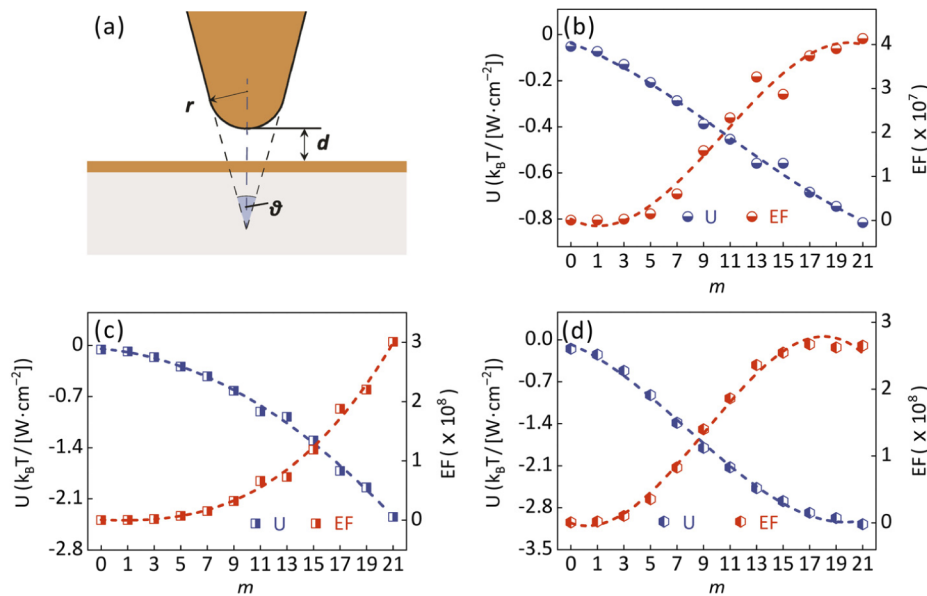 (a)
r
d
ϑ
(b)
U (k_BT/[W·cm⁻²])
0
-0.2
-0.4
-0.6
-0.8
EF (x 10⁷)
4
3
2
1
0
U EF
0 1 3 5 7 9 11 13 15 17 19 21
m
(c)
U (k_BT/[W·cm⁻²])
0
-0.7
-1.4
-2.1
-2.8
EF (x 10⁸)
3
2
1
0
U EF
0 1 3 5 7 9 11 13 15 17 19 21
m
(d)
U (k_BT/[W·cm⁻²])
0.0
-0.7
-1.4
-2.1
-2.8
-3.5
EF (x 10⁸)
3
2
1
0
U EF
0 1 3 5 7 9 11 13 15 17 19 21
m